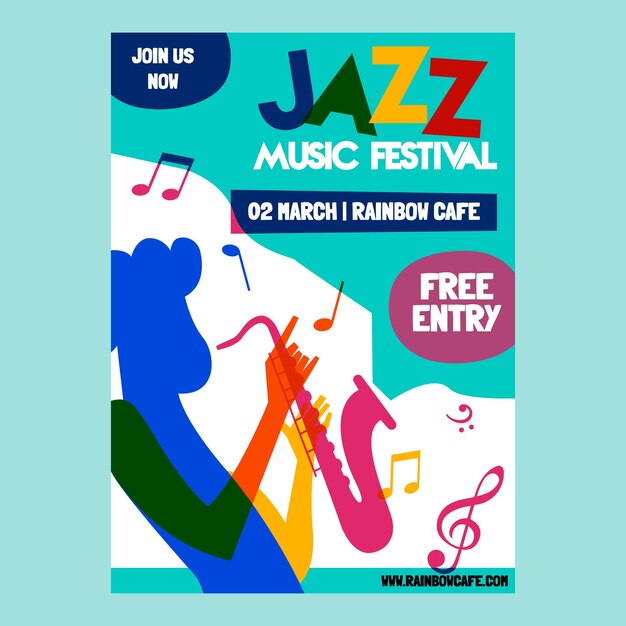 JOIN US
NOW
JAZZ
MUSIC FESTIVAL
02 MARCH | RAINBOW CAFE
FREE
ENTRY
WWW.RAINBOWCAFE.COM